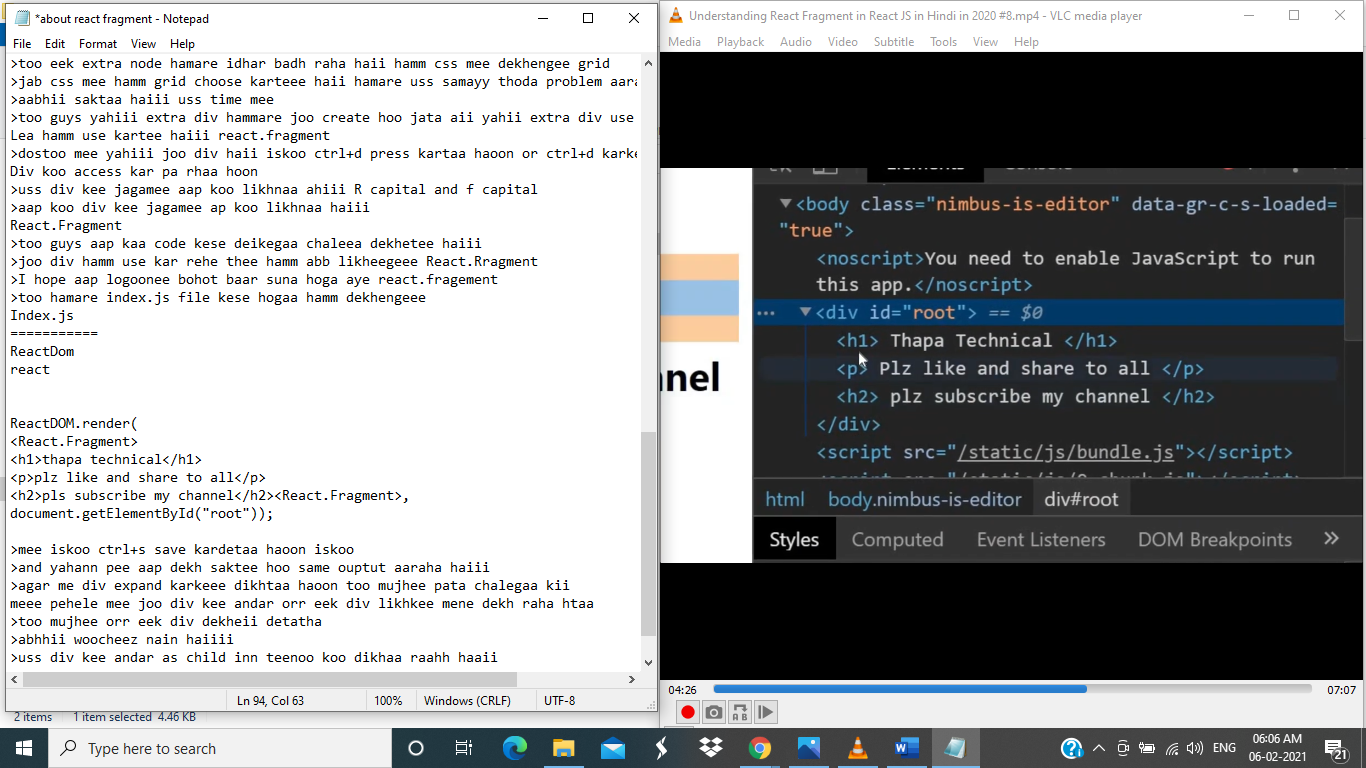 *about react fragment - Notepad
File Edit Format View Help
>too eek extra node hamare idhar badh raha haii hamm css mee dekhengee grid
>jab css mee hamm grid choose karteee haii hamare uss samayy thoda problem aara
>aabhii saktaa haiii uss time mee
>too guys yahiii extra div hammare joo create hoo jata aii yahii extra div use
Lea hamm use kartee haiii react.fragment
>dostoo mee yahiii joo div haii iskoo ctrl+d press kartaa haoon or ctrl+d karke
Div koo access kar pa rhaa hoon
>uss div kee jagamee aap koo likhnaa ahiii R capital and f capital
>aap koo div kee jagamee ap koo likhnaa haiii
React.Fragment
>too guys aap kaa code kese deikegaa chaleea dekhetee haiii
>joo div hamm use kar rehe thee hamm abb likheegeee React.Rragment
>I hope aap logoonee bohot baar suna hoga aye react.fragement
>too hamare index.js file kese hogaa hamm dekhengeee
Index.js
===========
ReactDom
react
ReactDOM.render(
<React.Fragment>
<h1>thapa technical</h1>
<p>plz like and share to all</p>
<h2>pls subscribe my channel</h2><React.Fragment>,
document.getElementById("root"));
>mee iskoo ctrl+s save kardetaa haoon iskoo
>and yahann pee aap dekh saktee hoo same ouptut aaraha haiii
>agar me div expand karkeee dikhtaa haoon too mujhee pata chalegaa kii
meee pehele mee joo div kee andar orr eek div likhkee mene dekh raha htaa
>too mujhee orr eek div dekheii detatha
>abhhii woocheez nain haiiii
>uss div kee andar as child inn teenoo koo dikhaa raahh haaii
Ln 94, Col 63 100% Windows (CRLF) UTF-8
2 items 1 item selected 4.46 KB
Understanding React Fragment in React JS in Hindi in 2020 #8.mp4 - VLC media player
Media Playback Audio Video Subtitle Tools View Help
Elements Console
<body class="nimbus-is-editor" data-gr-c-s-loaded=
"true">
<noscript>You need to enable JavaScript to run
this app.</noscript>
<div id="root"> == $0
<h1> Thapa Technical </h1>
<p> Plz like and share to all </p>
<h2> plz subscribe my channel </h2>
</div>
<script src="/static/js/bundle.js"></script>
nnel
html body.nimbus-is-editor div#root
Styles Computed Event Listeners DOM Breakpoints »
04:26 07:07
Type here to search
ENG
06:06 AM
06-02-2021
21